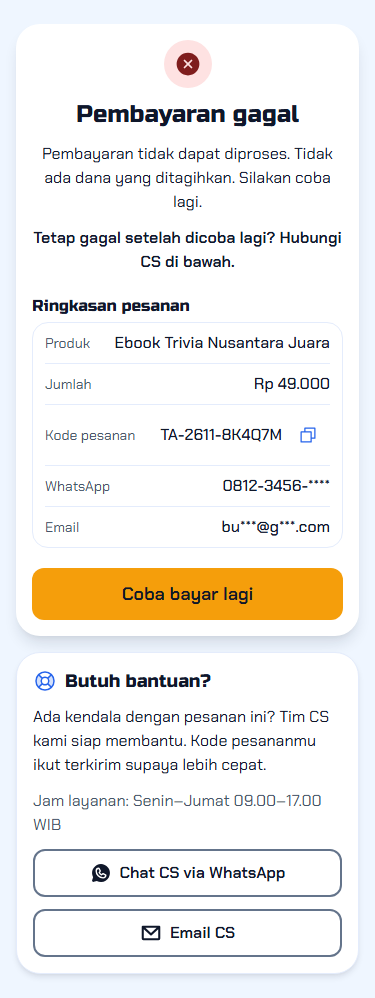 Pembayaran gagal
Pembayaran tidak dapat diproses. Tidak
ada dana yang ditagihkan. Silakan coba
lagi.
Tetap gagal setelah dicoba lagi? Hubungi
CS di bawah.
Ringkasan pesanan
Produk Ebook Trivia Nusantara Juara
Jumlah Rp 49.000
Kode pesanan TA-2611-8K4Q7M
WhatsApp 0812-3456-****
Email bu***@g***.com
Coba bayar lagi
Butuh bantuan?
Ada kendala dengan pesanan ini? Tim CS
kami siap membantu. Kode pesananmu
ikut terkirim supaya lebih cepat.
Jam layanan: Senin–Jumat 09.00–17.00
WIB
Chat CS via WhatsApp
Email CS